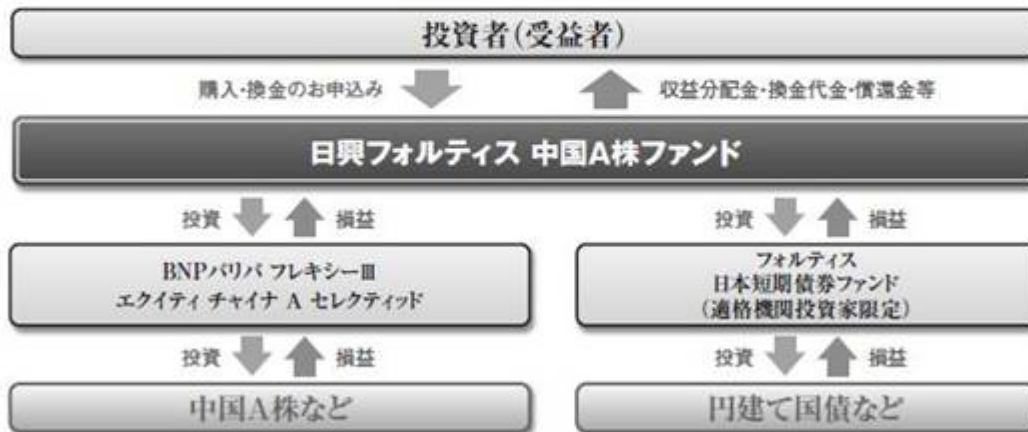 投資者(受益者)
購入・換金のお申込み
収益分配金・換金代金・償還金等
日興フォルティス 中国A株ファンド
投資 損益
投資 損益
BNPパリバ フレキシーⅢ
エクイティ チャイナ A セレクティッド
フォルティス
日本短期債券ファンド
(適格機関投資家限定)
投資 損益
投資 損益
中国A株など
円建て国債など